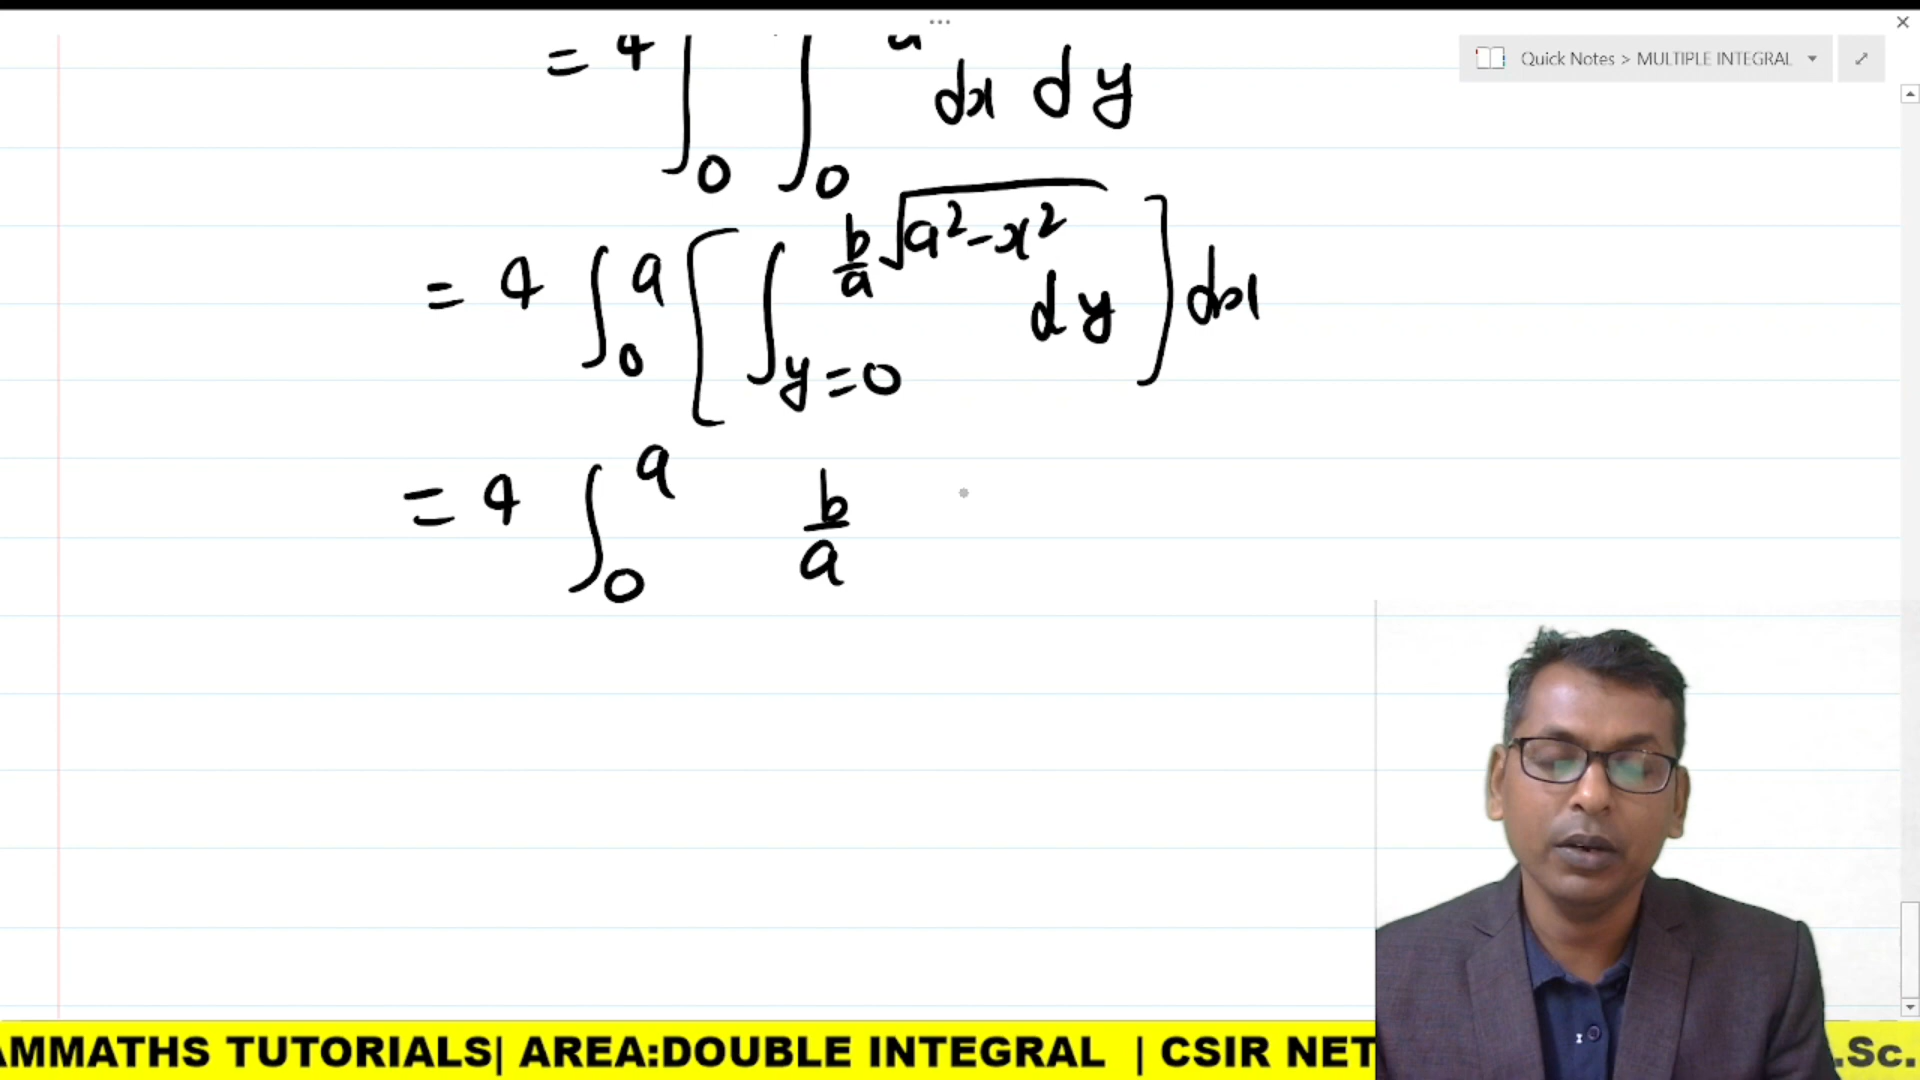 Quick Notes > MULTIPLE INTEGRAL
= 4 ∫₀ ∫₀ dx dy
= 4 ∫₀^a [ ∫_{y=0}^{b/a √(a²-x²)} dy ] dx
= 4 ∫₀^a b/a
AMMATHS TUTORIALS| AREA:DOUBLE INTEGRAL | CSIR NET
.Sc.